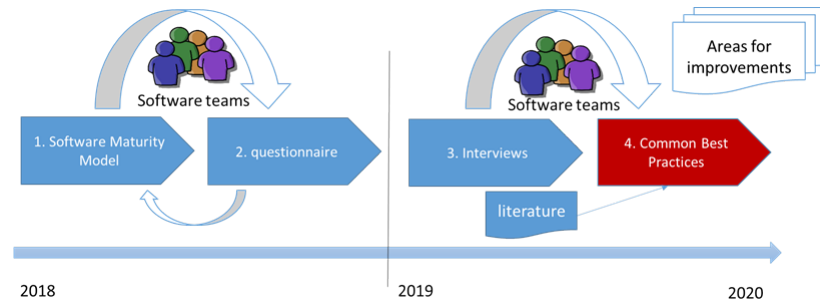 Areas for
improvements
Software teams
Software teams
1. Software Maturity
Model
2. questionnaire
3. Interviews
4. Common Best
Practices
literature
2018
2019
2020